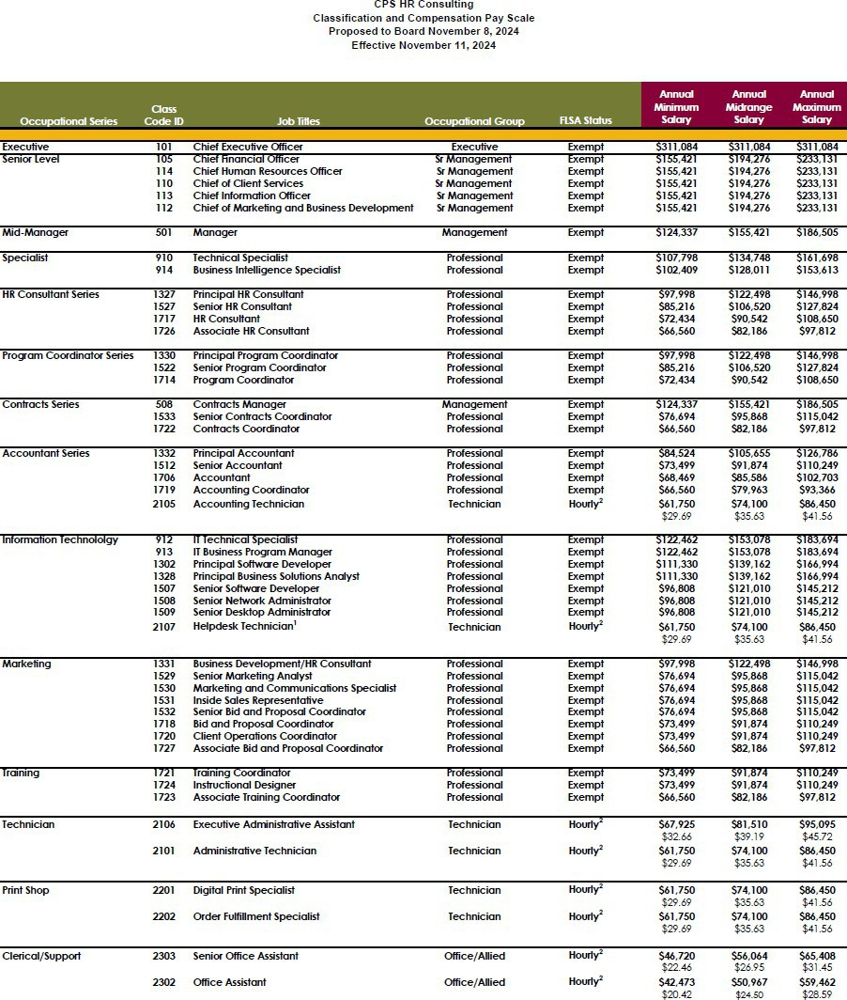 CPS HR Consulting
Classification and Compensation Pay Scale
Proposed to Board November 8, 2024
Effective November 11, 2024
Occupational Series Class Code ID Job Titles Occupational Group FLSA Status Annual Minimum Salary Annual Midrange Salary Annual Maximum Salary
Executive 101 Chief Executive Officer Executive Exempt $311,084 $311,084 $311,084
Senior Level 105 Chief Financial Officer Sr Management Exempt $155,421 $194,276 $233,131
114 Chief Human Resources Officer Sr Management Exempt $155,421 $194,276 $233,131
110 Chief of Client Services Sr Management Exempt $155,421 $194,276 $233,131
113 Chief Information Officer Sr Management Exempt $155,421 $194,276 $233,131
112 Chief of Marketing and Business Development Sr Management Exempt $155,421 $194,276 $233,131
Mid-Manager 501 Manager Management Exempt $124,337 $155,421 $186,505
Specialist 910 Technical Specialist Professional Exempt $107,798 $134,748 $161,698
914 Business Intelligence Specialist Professional Exempt $102,409 $128,011 $153,613
HR Consultant Series 1327 Principal HR Consultant Professional Exempt $97,998 $122,498 $146,998
1527 Senior HR Consultant Professional Exempt $85,216 $106,520 $127,824
1717 HR Consultant Professional Exempt $72,434 $90,542 $108,650
1726 Associate HR Consultant Professional Exempt $66,560 $82,186 $97,812
Program Coordinator Series 1330 Principal Program Coordinator Professional Exempt $97,998 $122,498 $146,998
1522 Senior Program Coordinator Professional Exempt $85,216 $106,520 $127,824
1714 Program Coordinator Professional Exempt $72,434 $90,542 $108,650
Contracts Series 508 Contracts Manager Management Exempt $124,337 $155,421 $186,505
1533 Senior Contracts Coordinator Professional Exempt $76,694 $95,868 $115,042
1722 Contracts Coordinator Professional Exempt $66,560 $82,186 $97,812
Accountant Series 1332 Principal Accountant Professional Exempt $84,524 $105,655 $126,786
1512 Senior Accountant Professional Exempt $73,499 $91,874 $110,249
1706 Accountant Professional Exempt $68,469 $85,586 $102,703
1719 Accounting Coordinator Professional Exempt $66,560 $79,963 $93,366
2105 Accounting Technician Technician Hourly² $61,750 $74,100 $86,450
$29.69 $35.63 $41.56
Information Technololgy 912 IT Technical Specialist Professional Exempt $122,462 $153,078 $183,694
913 IT Business Program Manager Professional Exempt $122,462 $153,078 $183,694
1302 Principal Software Developer Professional Exempt $111,330 $139,162 $166,994
1328 Principal Business Solutions Analyst Professional Exempt $111,330 $139,162 $166,994
1507 Senior Software Developer Professional Exempt $96,808 $121,010 $145,212
1508 Senior Network Administrator Professional Exempt $96,808 $121,010 $145,212
1509 Senior Desktop Administrator Professional Exempt $96,808 $121,010 $145,212
2107 Helpdesk Technician¹ Technician Hourly² $61,750 $74,100 $86,450
$29.69 $35.63 $41.56
Marketing 1331 Business Development/HR Consultant Professional Exempt $97,998 $122,498 $146,998
1529 Senior Marketing Analyst Professional Exempt $76,694 $95,868 $115,042
1530 Marketing and Communications Specialist Professional Exempt $76,694 $95,868 $115,042
1531 Inside Sales Representative Professional Exempt $76,694 $95,868 $115,042
1532 Senior Bid and Proposal Coordinator Professional Exempt $76,694 $95,868 $115,042
1718 Bid and Proposal Coordinator Professional Exempt $73,499 $91,874 $110,249
1720 Client Operations Coordinator Professional Exempt $73,499 $91,874 $110,249
1727 Associate Bid and Proposal Coordinator Professional Exempt $66,560 $82,186 $97,812
Training 1721 Training Coordinator Professional Exempt $73,499 $91,874 $110,249
1724 Instructional Designer Professional Exempt $73,499 $91,874 $110,249
1723 Associate Training Coordinator Professional Exempt $66,560 $82,186 $97,812
Technician 2106 Executive Administrative Assistant Technician Hourly² $67,925 $81,510 $95,095
$32.66 $39.19 $45.72
2101 Administrative Technician Technician Hourly² $61,750 $74,100 $86,450
$29.69 $35.63 $41.56
Print Shop 2201 Digital Print Specialist Technician Hourly² $61,750 $74,100 $86,450
$29.69 $35.63 $41.56
2202 Order Fulfillment Specialist Technician Hourly² $61,750 $74,100 $86,450
$29.69 $35.63 $41.56
Clerical/Support 2303 Senior Office Assistant Office/Allied Hourly² $46,720 $56,064 $65,408
$22.46 $26.95 $31.45
2302 Office Assistant Office/Allied Hourly² $42,473 $50,967 $59,462
$20.42 $24.50 $28.59